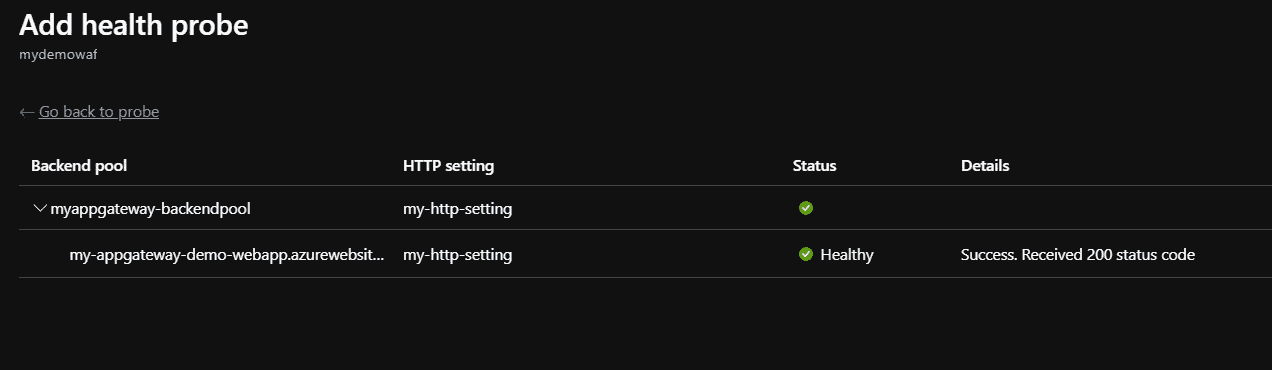 Add health probe
mydemowaf
← Go back to probe
Backend pool HTTP setting Status Details
myappgateway-backendpool my-http-setting
my-appgateway-demo-webapp.azurewebsit... my-http-setting Healthy Success. Received 200 status code